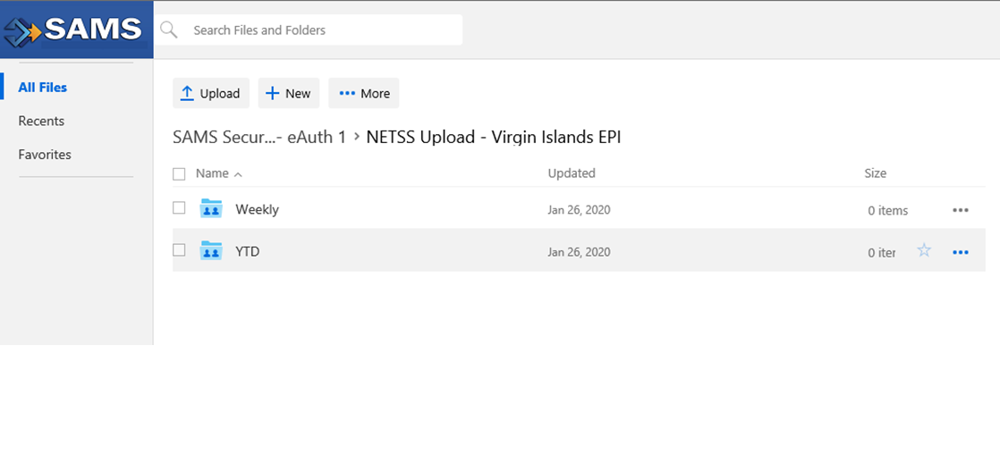 SAMS
Search Files and Folders
All Files
Recents
Favorites
Upload
New
More
SAMS Secur...- eAuth 1 > NETSS Upload - Virgin Islands EPI
Name Updated Size
Weekly Jan 26, 2020 0 items
YTD Jan 26, 2020 0 iter